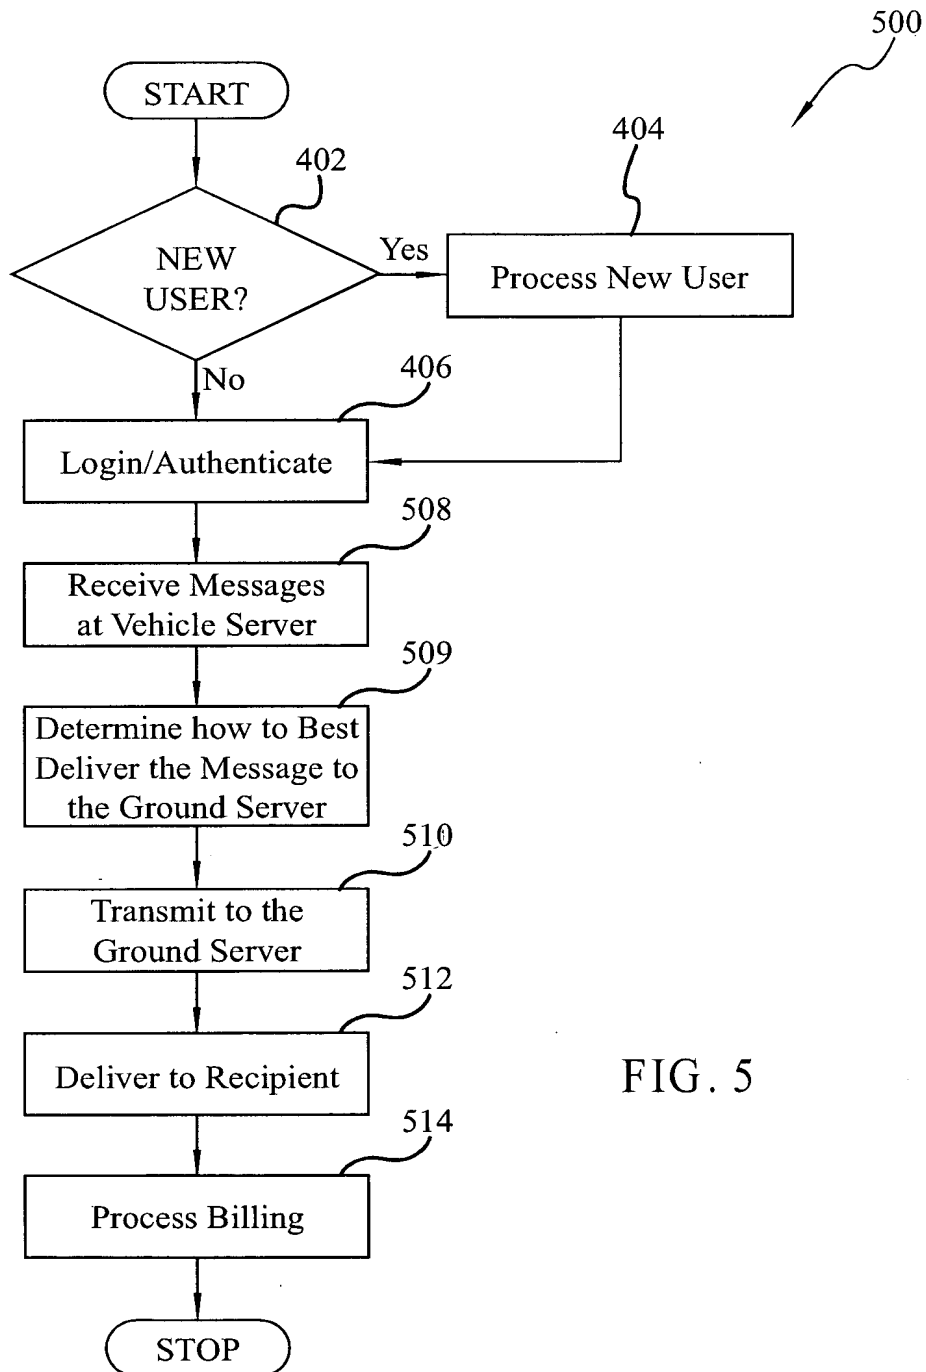 500
START
402
404
NEW
USER?
Yes
Process New User
No
406
Login/Authenticate
508
Receive Messages
at Vehicle Server
509
Determine how to Best
Deliver the Message to
the Ground Server
510
Transmit to the
Ground Server
512
Deliver to Recipient
FIG. 5
514
Process Billing
STOP